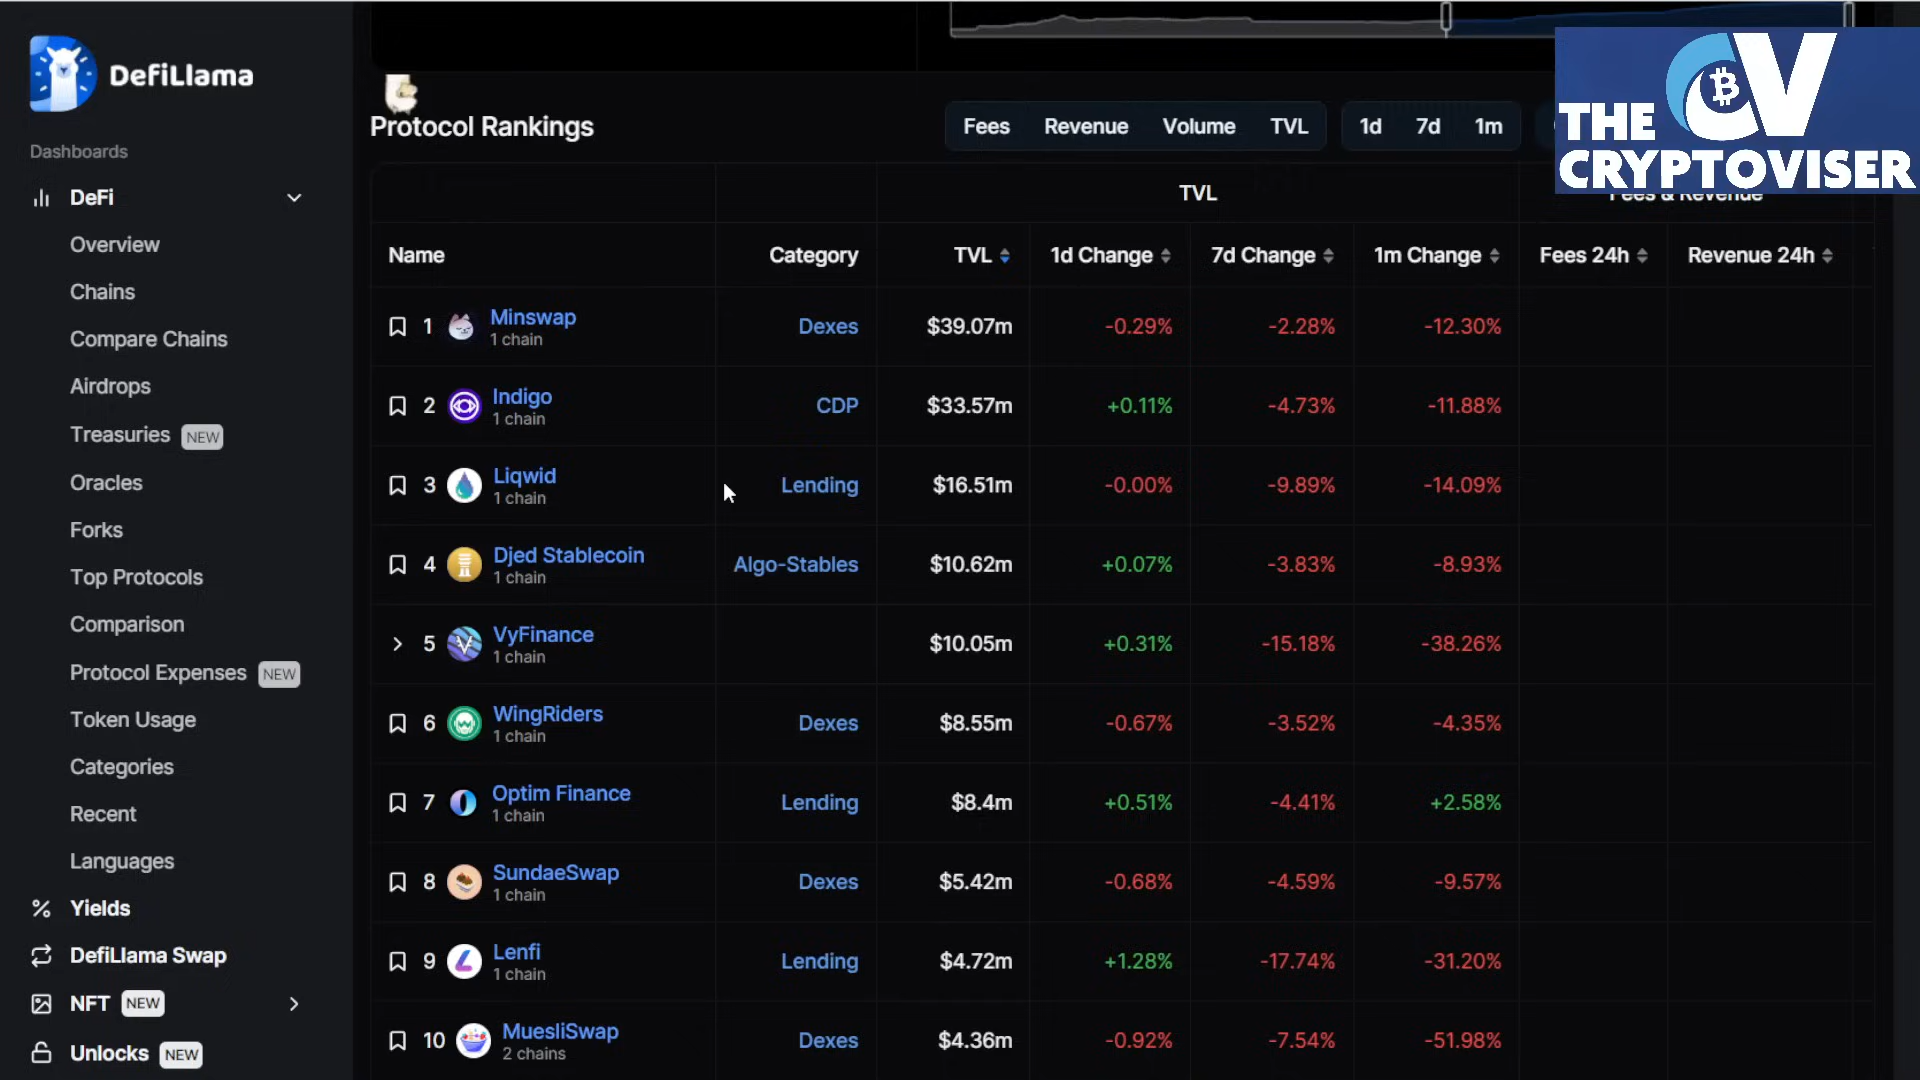 DefiLlama
Dashboards
DeFi
Overview
Chains
Compare Chains
Airdrops
Treasuries NEW
Oracles
Forks
Top Protocols
Comparison
Protocol Expenses NEW
Token Usage
Categories
Recent
Languages
Yields
DefiLlama Swap
NFT NEW
Unlocks NEW
THE CV
CRYPTOVISER
Protocol Rankings
Fees Revenue Volume TVL 1d 7d 1m
TVL Fees & Revenue
Name Category TVL 1d Change 7d Change 1m Change Fees 24h Revenue 24h
1 Minswap Dexes $39.07m -0.29% -2.28% -12.30%
1 chain
2 Indigo CDP $33.57m +0.11% -4.73% -11.88%
1 chain
3 Liqwid Lending $16.51m -0.00% -9.89% -14.09%
1 chain
4 Djed Stablecoin Algo-Stables $10.62m +0.07% -3.83% -8.93%
1 chain
5 VyFinance $10.05m +0.31% -15.18% -38.26%
1 chain
6 WingRiders Dexes $8.55m -0.67% -3.52% -4.35%
1 chain
7 Optim Finance Lending $8.4m +0.51% -4.41% +2.58%
1 chain
8 SundaeSwap Dexes $5.42m -0.68% -4.59% -9.57%
1 chain
9 Lenfi Lending $4.72m +1.28% -17.74% -31.20%
1 chain
10 MuesliSwap Dexes $4.36m -0.92% -7.54% -51.98%
2 chains